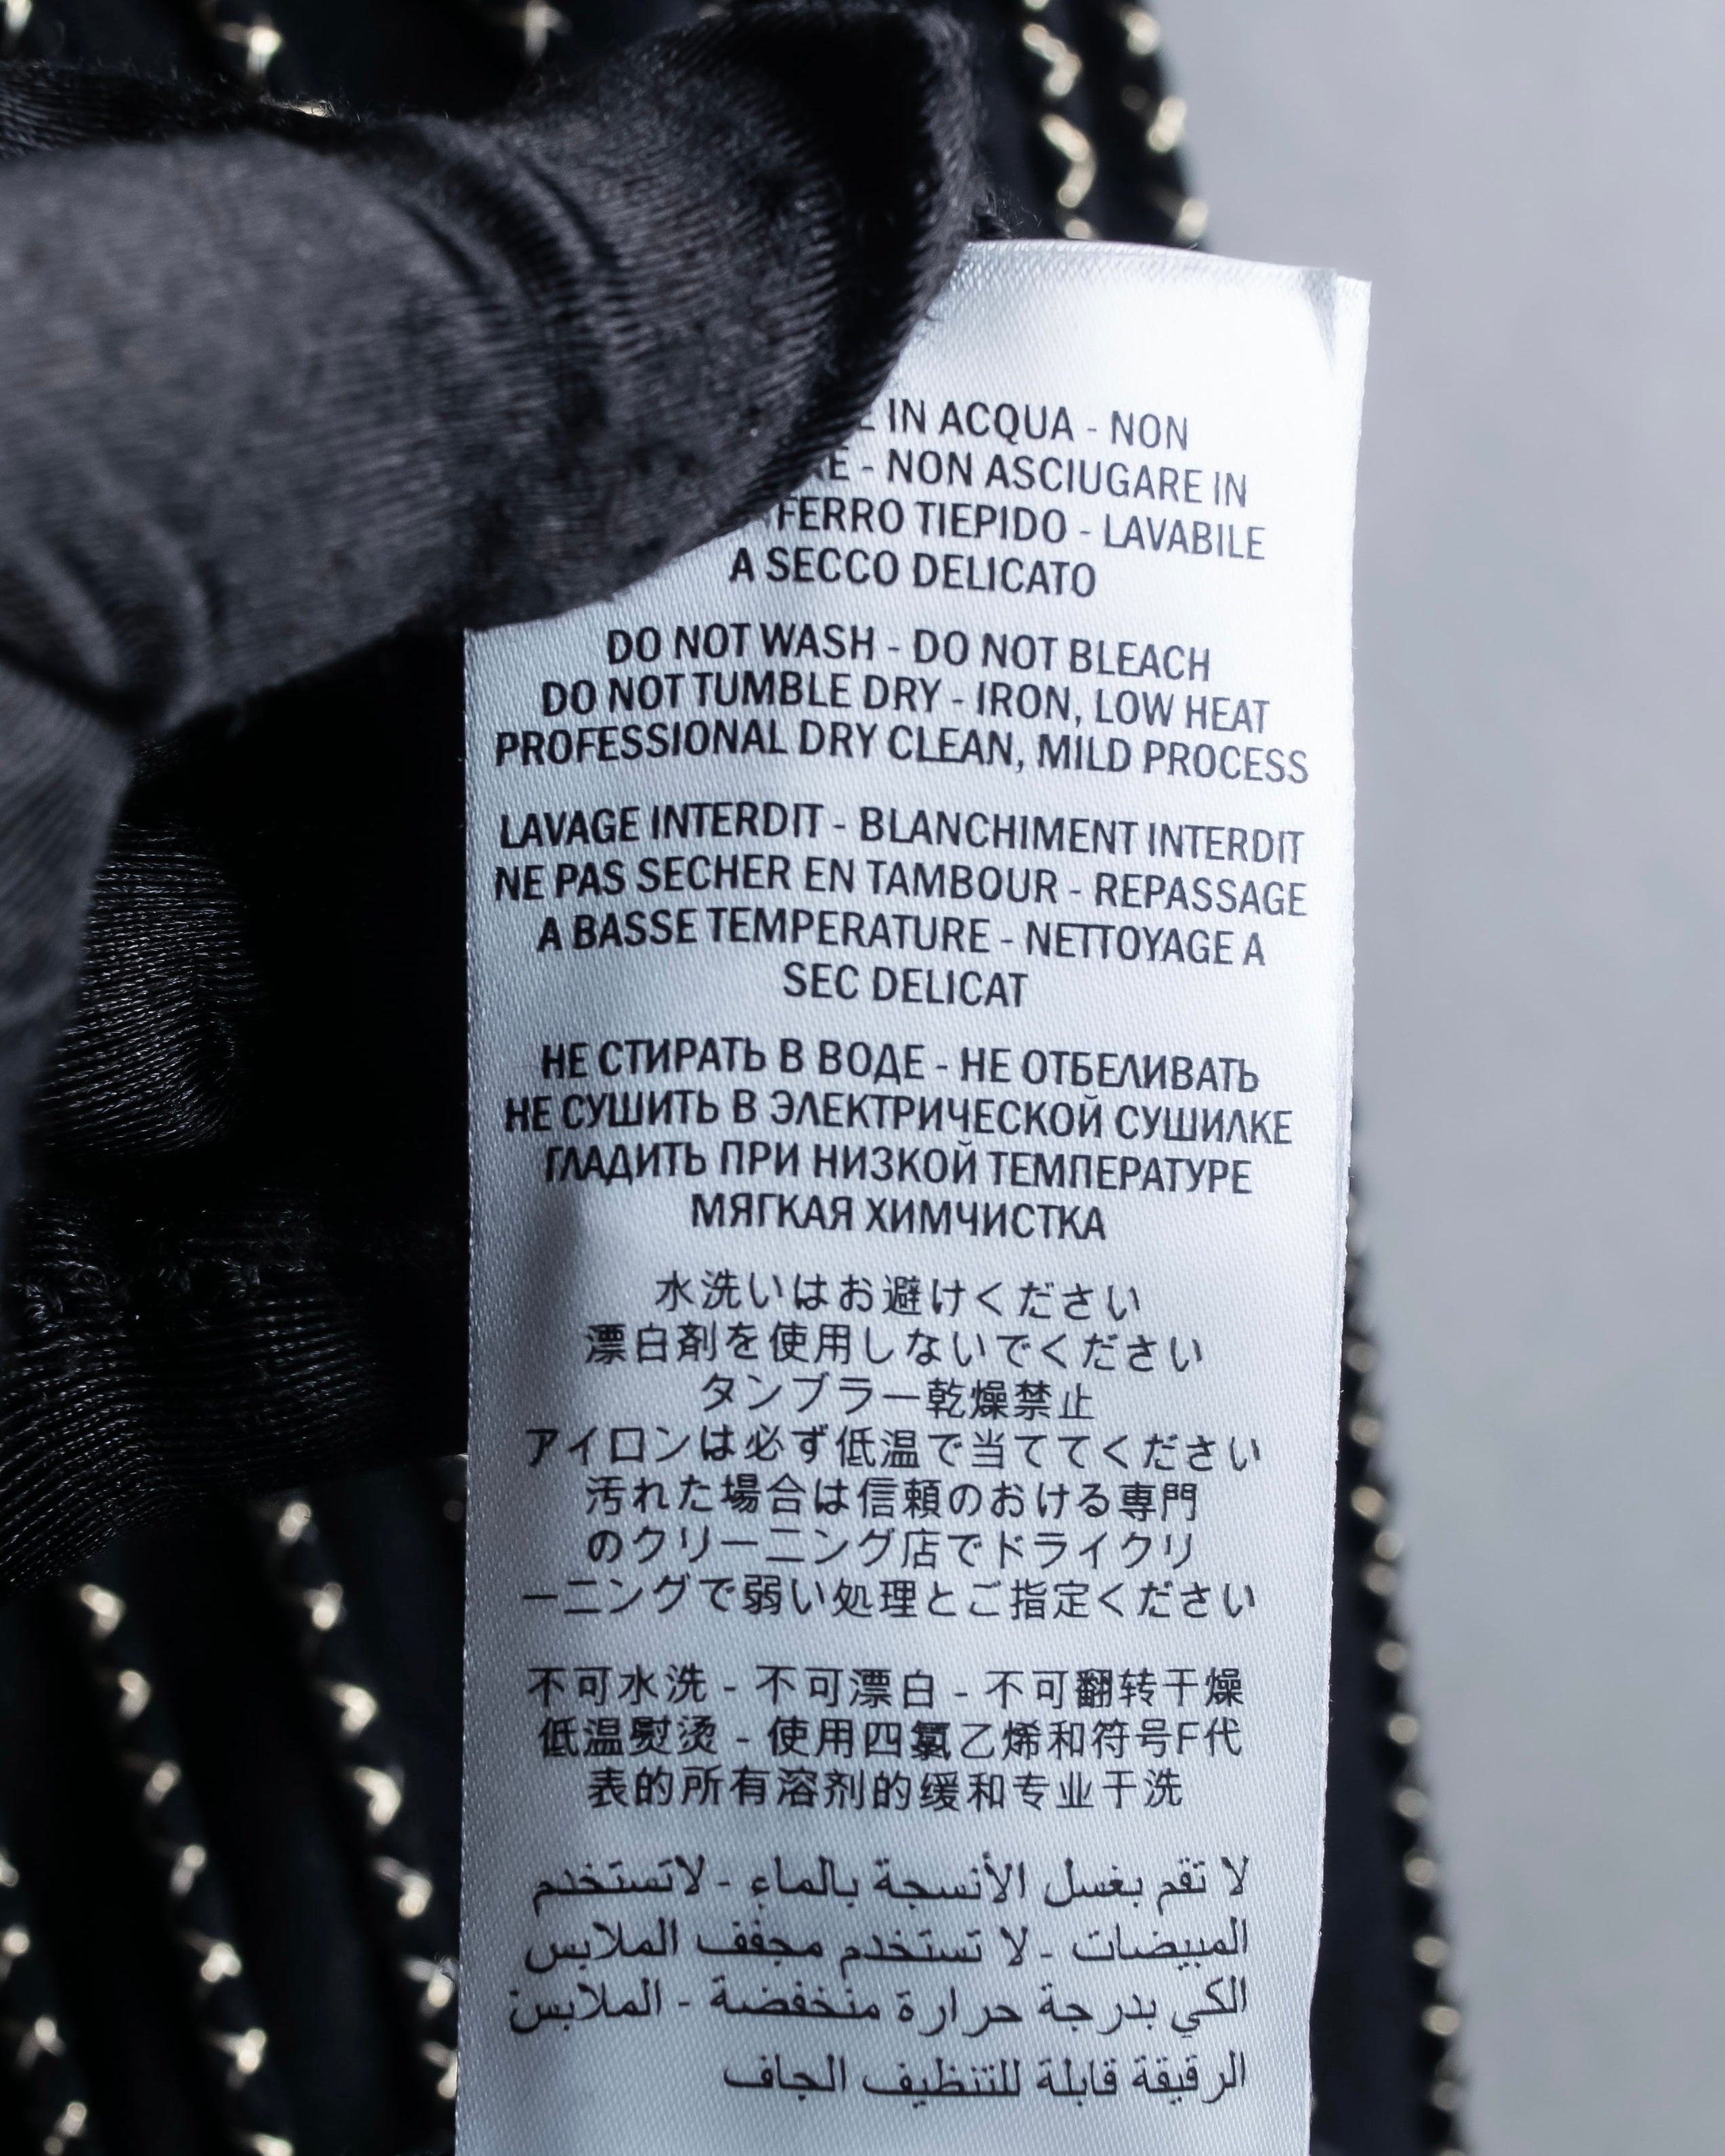 IN ACQUA - NON
- NON ASCIUGARE IN
FERRO TIEPIDO - LAVABILE
A SECCO DELICATO
DO NOT WASH - DO NOT BLEACH
DO NOT TUMBLE DRY - IRON, LOW HEAT
PROFESSIONAL DRY CLEAN, MILD PROCESS
LAVAGE INTERDIT - BLANCHIMENT INTERDIT
NE PAS SECHER EN TAMBOUR - REPASSAGE
A BASSE TEMPERATURE - NETTOYAGE A
SEC DELICAT
НЕ СТИРАТЬ В ВОДЕ - НЕ ОТБЕЛИВАТЬ
НЕ СУШИТЬ В ЭЛЕКТРИЧЕСКОЙ СУШИЛКЕ
ГЛАДИТЬ ПРИ НИЗКОЙ ТЕМПЕРАТУРЕ
МЯГКАЯ ХИМЧИСТКА
水洗いはお避けください
漂白剤を使用しないでください
タンブラー乾燥禁止
アイロンは必ず低温で当ててください
汚れた場合は信頼のおける専門
のクリーニング店でドライクリ
ーニングで弱い処理とご指定ください
不可水洗 - 不可漂白 - 不可翻转干燥
低温熨烫 - 使用四氯乙烯和符号F代
表的所有溶剂的缓和专业干洗
لا تقم بغسل الأنسجة بالماء - لاتستخدم
المبيضات - لا تستخدم مجفف الملابس
الكي بدرجة حرارة منخفضة - الملابس
الرقيقة قابلة للتنظيف الجاف